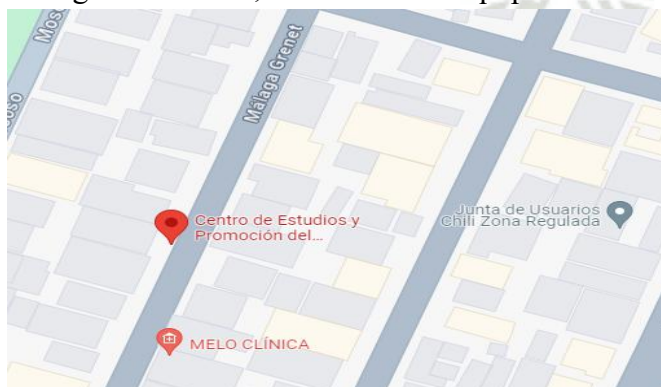 Málaga Grenet
Centro de Estudios y
Promoción del...
Junta de Usuarios
Chili Zona Regulada
MELO CLÍNICA